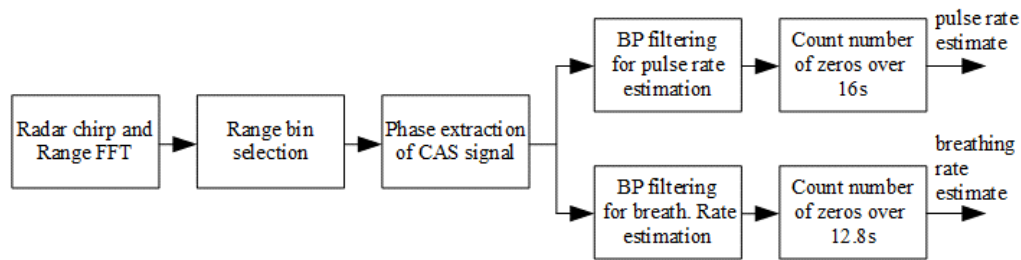 Radar chirp and
Range FFT
Range bin
selection
Phase extraction
of CAS signal
BP filtering
for pulse rate
estimation
Count number
of zeros over
16s
pulse rate
estimate
BP filtering
for breath. Rate
estimation
Count number
of zeros over
12.8s
breathing
rate
estimate